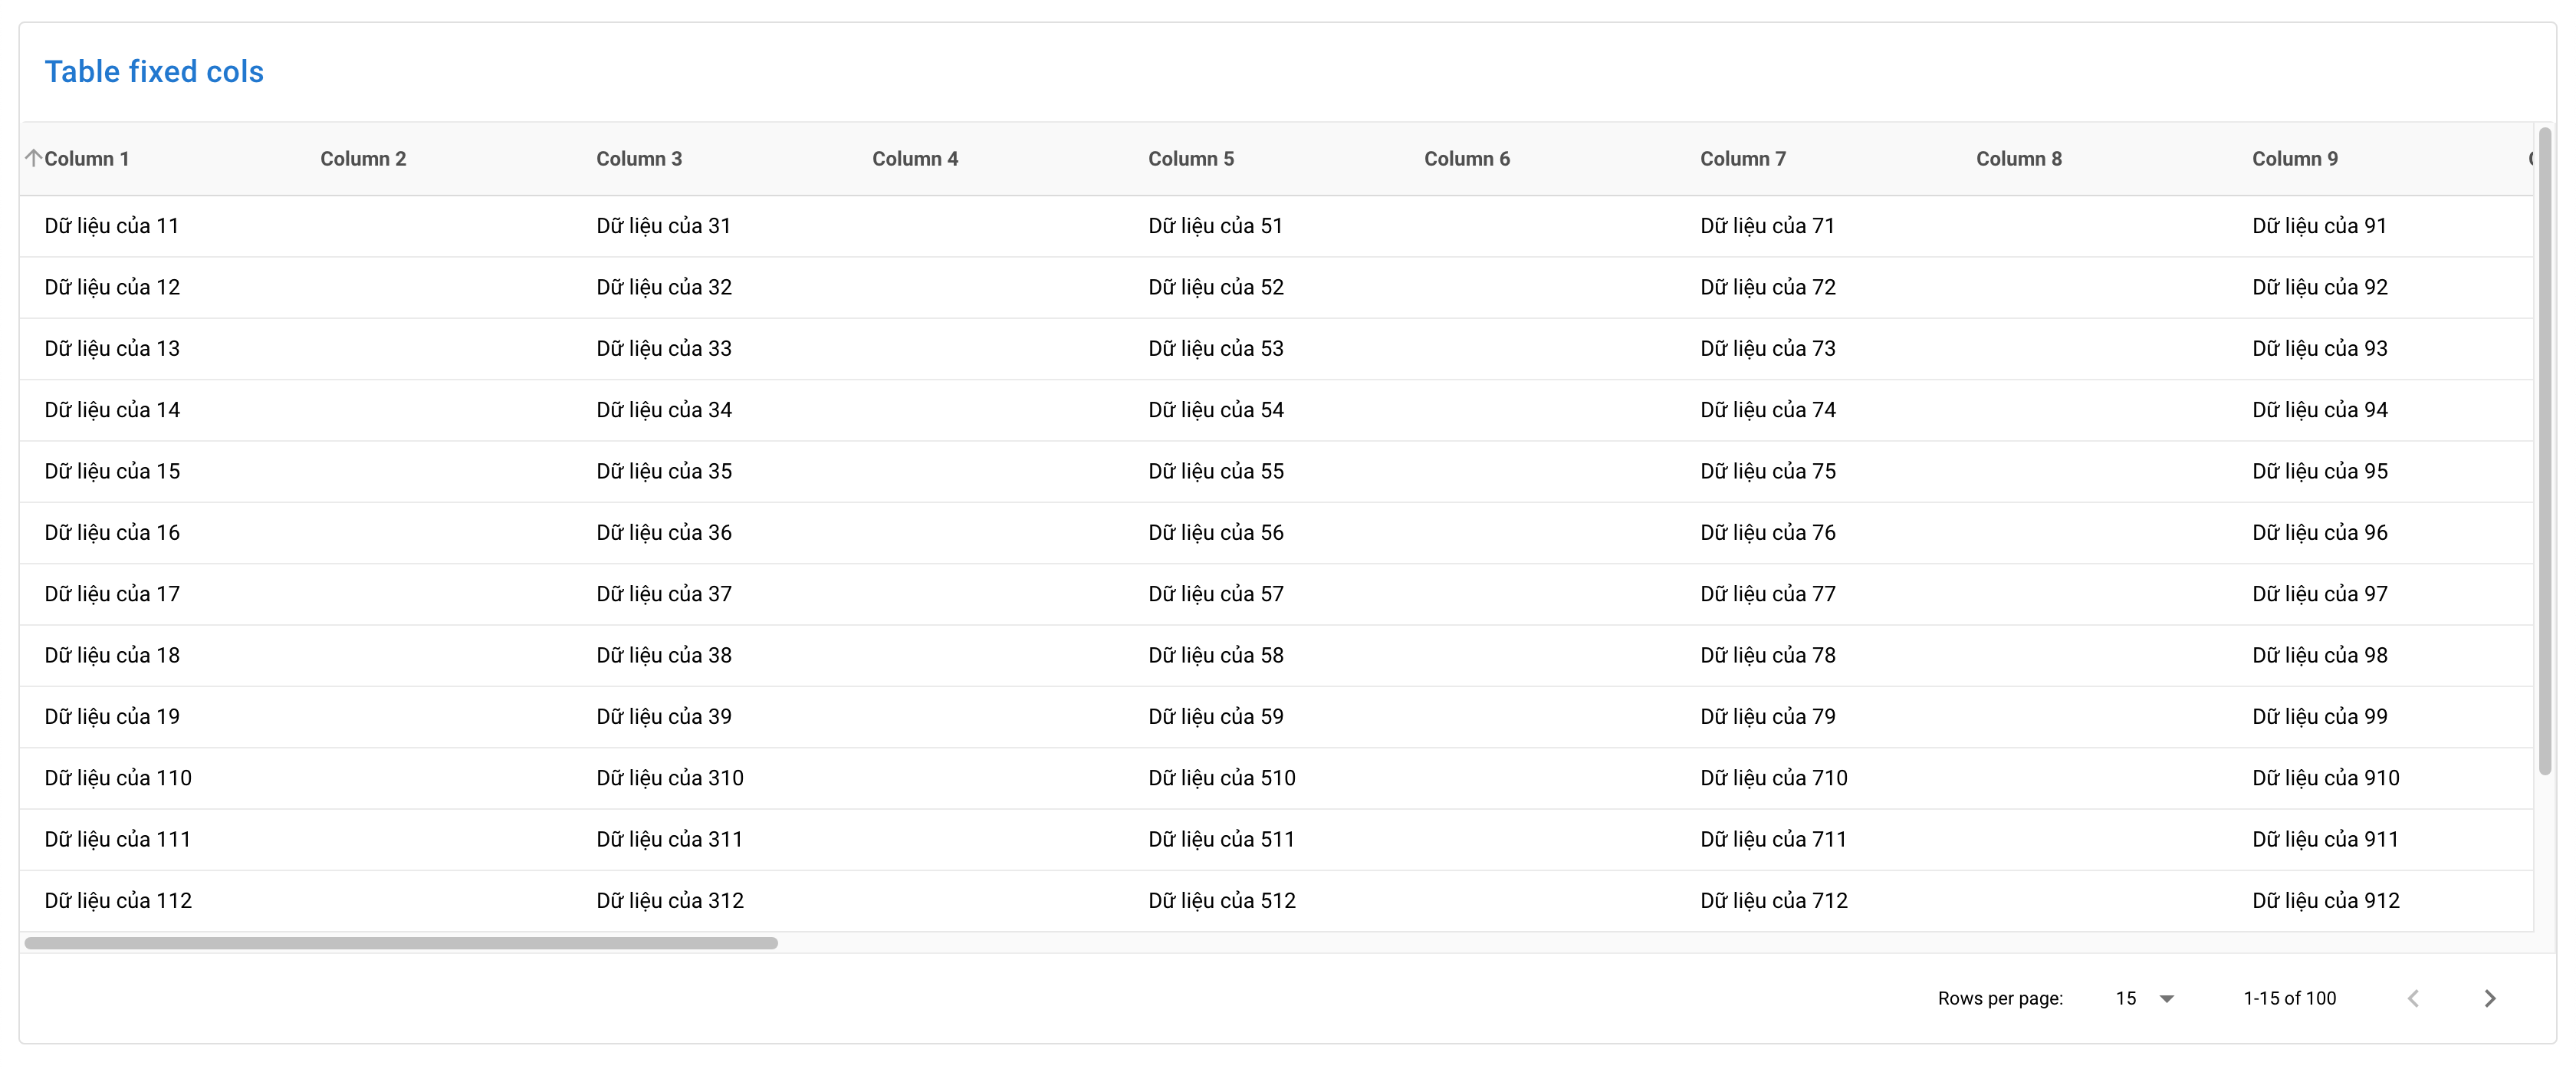 Table fixed cols
Column 1 Column 2 Column 3 Column 4 Column 5 Column 6 Column 7 Column 8 Column 9
Dữ liệu của 11 Dữ liệu của 31 Dữ liệu của 51 Dữ liệu của 71 Dữ liệu của 91
Dữ liệu của 12 Dữ liệu của 32 Dữ liệu của 52 Dữ liệu của 72 Dữ liệu của 92
Dữ liệu của 13 Dữ liệu của 33 Dữ liệu của 53 Dữ liệu của 73 Dữ liệu của 93
Dữ liệu của 14 Dữ liệu của 34 Dữ liệu của 54 Dữ liệu của 74 Dữ liệu của 94
Dữ liệu của 15 Dữ liệu của 35 Dữ liệu của 55 Dữ liệu của 75 Dữ liệu của 95
Dữ liệu của 16 Dữ liệu của 36 Dữ liệu của 56 Dữ liệu của 76 Dữ liệu của 96
Dữ liệu của 17 Dữ liệu của 37 Dữ liệu của 57 Dữ liệu của 77 Dữ liệu của 97
Dữ liệu của 18 Dữ liệu của 38 Dữ liệu của 58 Dữ liệu của 78 Dữ liệu của 98
Dữ liệu của 19 Dữ liệu của 39 Dữ liệu của 59 Dữ liệu của 79 Dữ liệu của 99
Dữ liệu của 110 Dữ liệu của 310 Dữ liệu của 510 Dữ liệu của 710 Dữ liệu của 910
Dữ liệu của 111 Dữ liệu của 311 Dữ liệu của 511 Dữ liệu của 711 Dữ liệu của 911
Dữ liệu của 112 Dữ liệu của 312 Dữ liệu của 512 Dữ liệu của 712 Dữ liệu của 912
Rows per page: 15 1-15 of 100